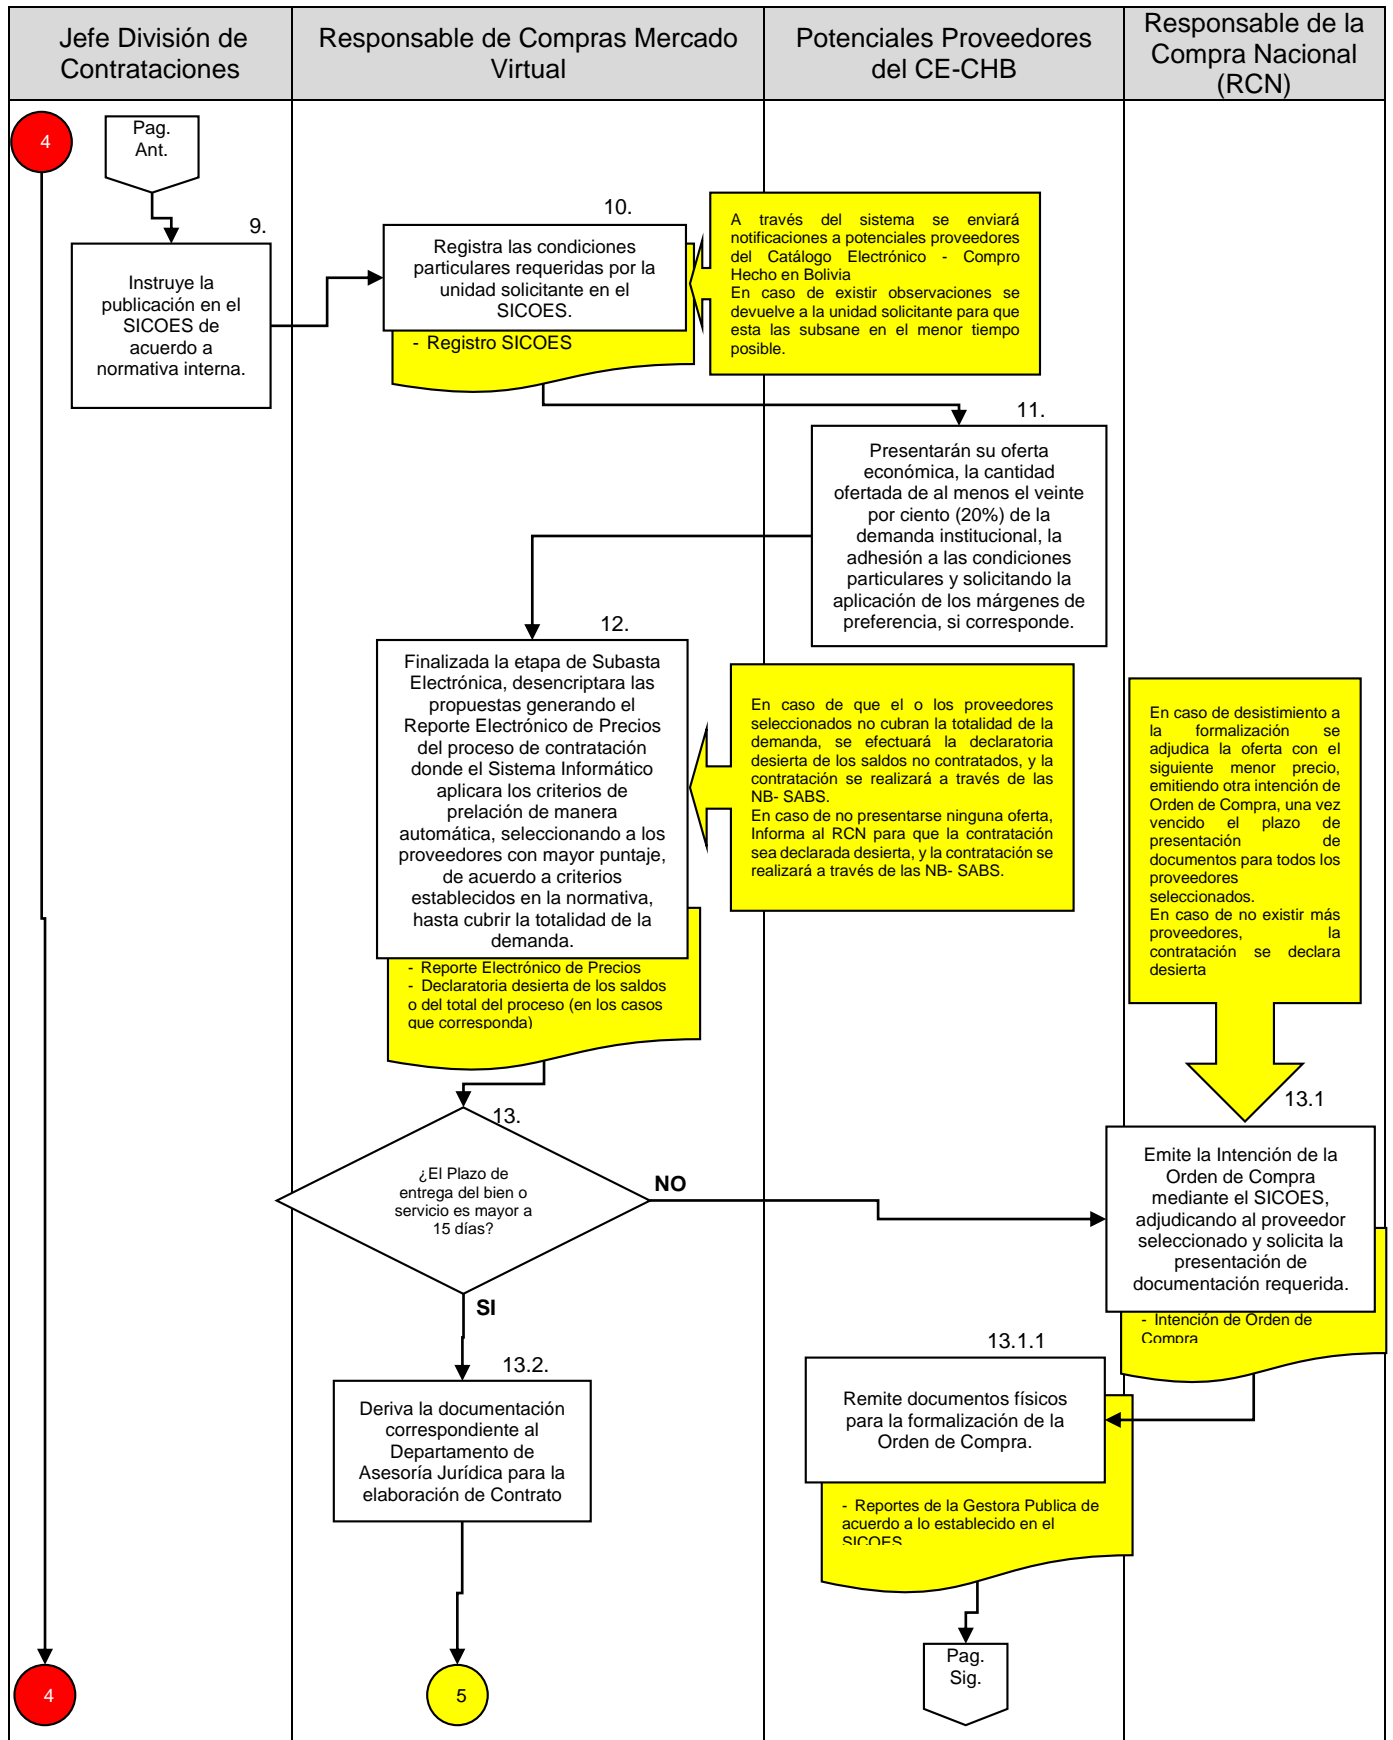 Jefe División de
Contrataciones
Responsable de Compras Mercado
Virtual
Potenciales Proveedores
del CE-CHB
Responsable de la
Compra Nacional
(RCN)
4
Pag.
Ant.
9.
Instruye la
publicación en el
SICOES de
acuerdo a
normativa interna.
10.
Registra las condiciones
particulares requeridas por la
unidad solicitante en el
SICOES.
- Registro SICOES
A través del sistema se enviará
notificaciones a potenciales proveedores
del Catálogo Electrónico - Compro
Hecho en Bolivia
En caso de existir observaciones se
devuelve a la unidad solicitante para que
esta las subsane en el menor tiempo
posible.
11.
Presentarán su oferta
económica, la cantidad
ofertada de al menos el veinte
por ciento (20%) de la
demanda institucional, la
adhesión a las condiciones
particulares y solicitando la
aplicación de los márgenes de
preferencia, si corresponde.
12.
Finalizada la etapa de Subasta
Electrónica, desencriptara las
propuestas generando el
Reporte Electrónico de Precios
del proceso de contratación
donde el Sistema Informático
aplicara los criterios de
prelación de manera
automática, seleccionando a los
proveedores con mayor puntaje,
de acuerdo a criterios
establecidos en la normativa,
hasta cubrir la totalidad de la
demanda.
- Reporte Electrónico de Precios
- Declaratoria desierta de los saldos
o del total del proceso (en los casos
que corresponda)
En caso de que el o los proveedores
seleccionados no cubran la totalidad de la
demanda, se efectuará la declaratoria
desierta de los saldos no contratados, y la
contratación se realizará a través de las
NB- SABS.
En caso de no presentarse ninguna oferta,
Informa al RCN para que la contratación
sea declarada desierta, y la contratación se
realizará a través de las NB- SABS.
En caso de desistimiento a
la formalización se
adjudica la oferta con el
siguiente menor precio,
emitiendo otra intención de
Orden de Compra, una vez
vencido el plazo de
presentación de
documentos para todos los
proveedores
seleccionados.
En caso de no existir más
proveedores, la
contratación se declara
desierta
13.
¿El Plazo de
entrega del bien o
servicio es mayor a
15 días?
NO
SI
13.1
Emite la Intención de la
Orden de Compra
mediante el SICOES,
adjudicando al proveedor
seleccionado y solicita la
presentación de
documentación requerida.
- Intención de Orden de
Compra
13.1.1
Remite documentos físicos
para la formalización de la
Orden de Compra.
- Reportes de la Gestora Publica de
acuerdo a lo establecido en el
SICOES
13.2.
Deriva la documentación
correspondiente al
Departamento de
Asesoría Jurídica para la
elaboración de Contrato
Pag.
Sig.
4
5